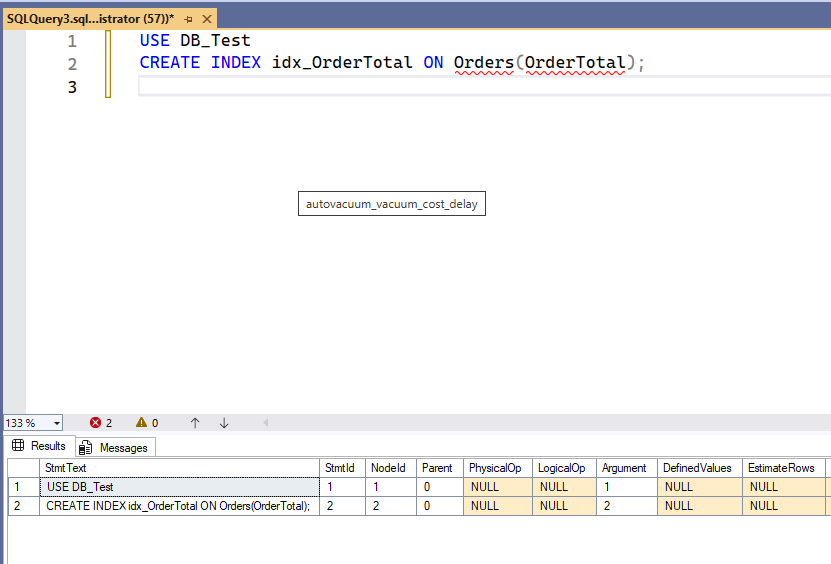 SQLQuery3.sql...istrator (57))*
1 USE DB_Test
2 CREATE INDEX idx_OrderTotal ON Orders(OrderTotal);
3
autovacuum_vacuum_cost_delay
133 % 2 0
Results Messages
StmtText StmtId NodeId Parent PhysicalOp LogicalOp Argument DefinedValues EstimateRows
1 USE DB_Test 1 1 0 NULL NULL 1 NULL NULL
2 CREATE INDEX idx_OrderTotal ON Orders(OrderTotal); 2 2 0 NULL NULL 2 NULL NULL